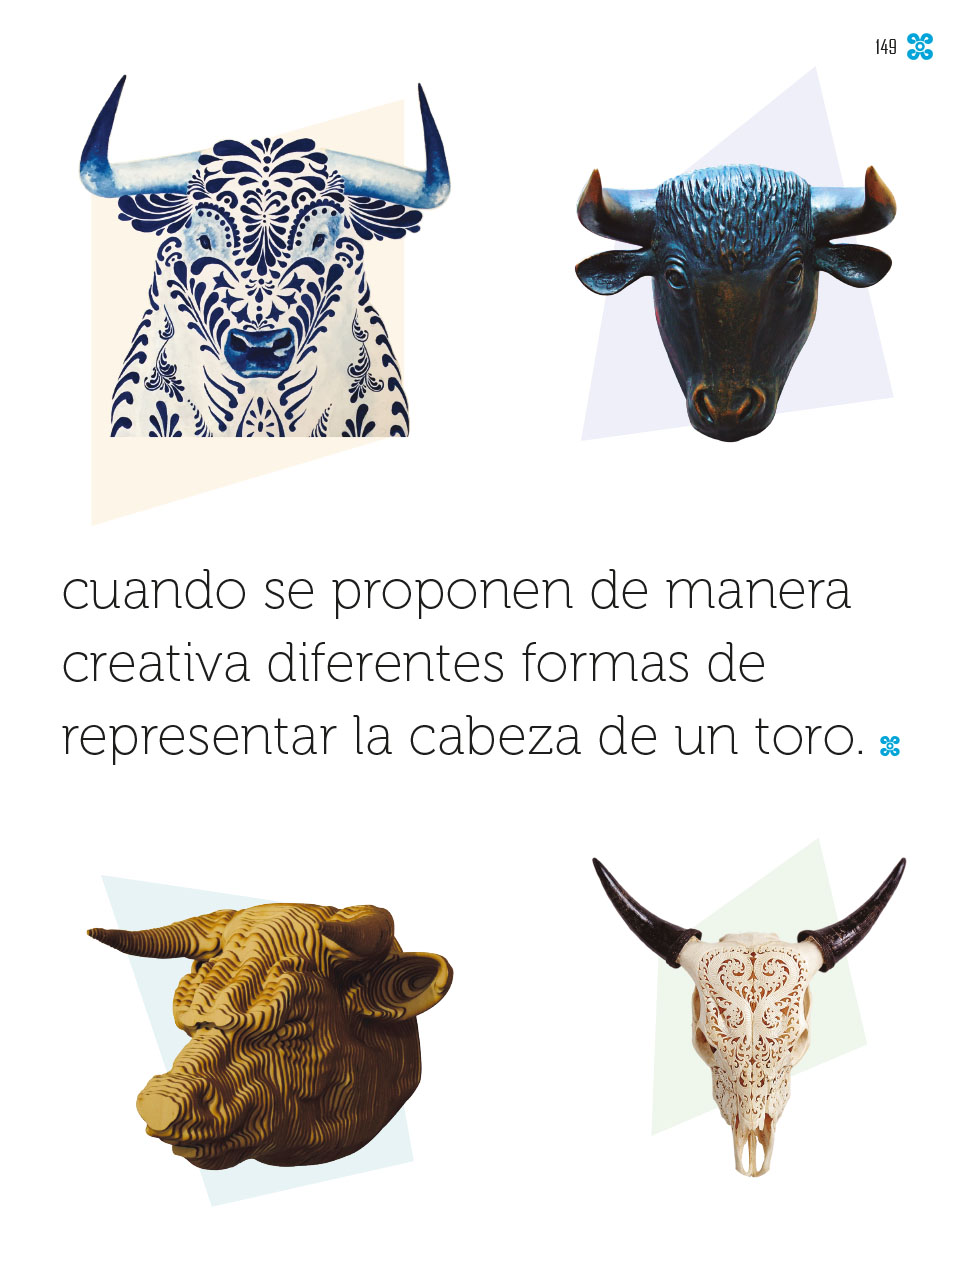 149
cuando se proponen de manera
creativa diferentes formas de
representar la cabeza de un toro.